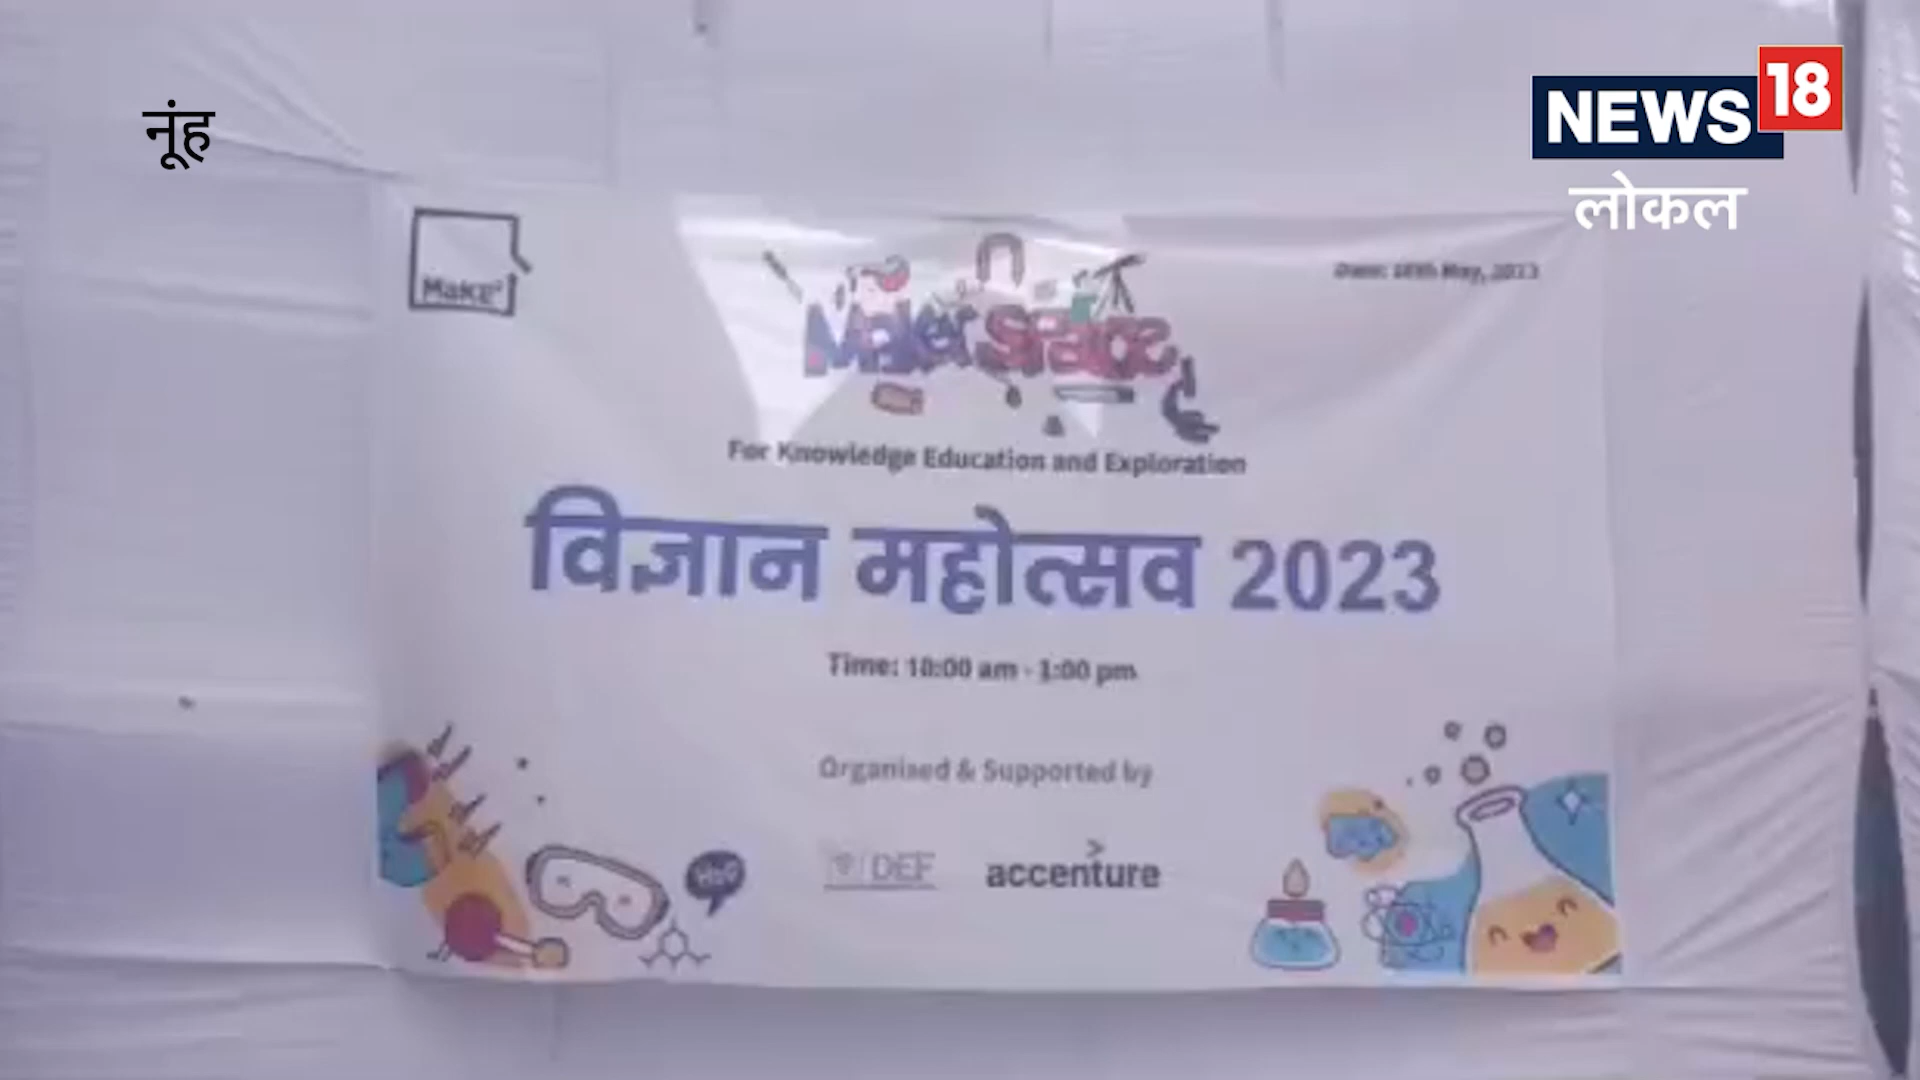 नूंह
NEWS 18
लोकल
MaKE
Maker Space
For Knowledge Education and Exploration
विज्ञान महोत्सव 2023
Time: 10:00 am - 1:00 pm
Organised & Supported by
DEF
accenture